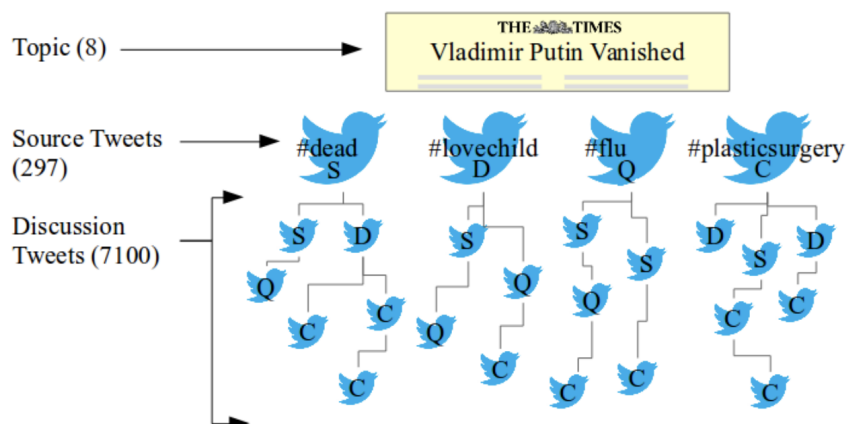 THE TIMES
Topic (8)
Vladimir Putin Vanished
Source Tweets
(297)
#dead
#lovechild
#flu
#plasticsurgery
S
D
Q
C
Discussion
Tweets (7100)
S
D
S
S
D
S
D
Q
C
C
Q
Q
Q
S
C
C
C
C
C
C
C